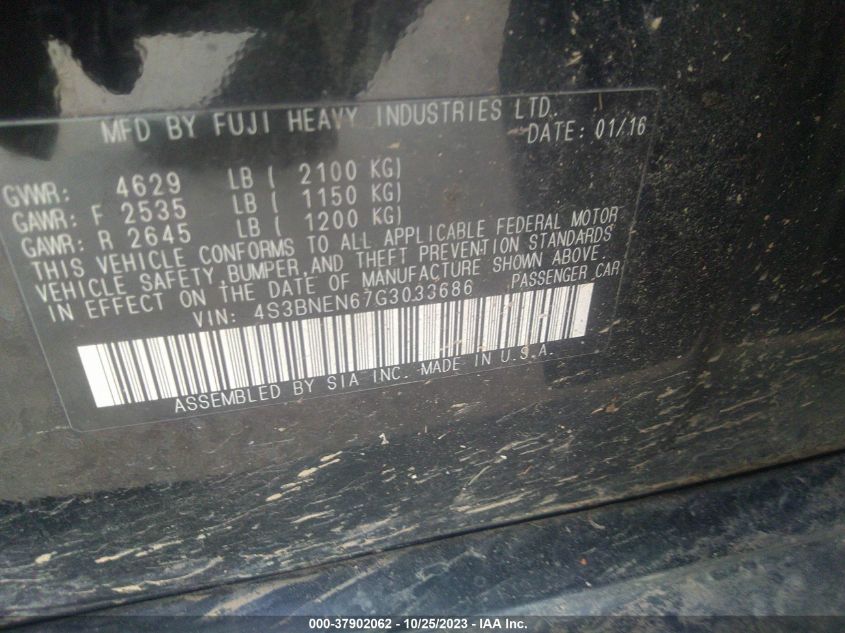 MFD BY FUJI HEAVY INDUSTRIES LTD.
DATE: 01/16
GVWR: 4629 LB ( 2100 KG)
GAWR: F 2535 LB ( 1150 KG)
GAWR: R 2645 LB ( 1200 KG)
THIS VEHICLE CONFORMS TO ALL APPLICABLE FEDERAL MOTOR
VEHICLE SAFETY, BUMPER, AND THEFT PREVENTION STANDARDS
IN EFFECT ON THE DATE OF MANUFACTURE SHOWN ABOVE.
VIN: 4S3BNEN67G3033686 PASSENGER CAR
ASSEMBLED BY SIA INC. MADE IN U.S.A.
000-37902062 - 10/25/2023 - IAA Inc.